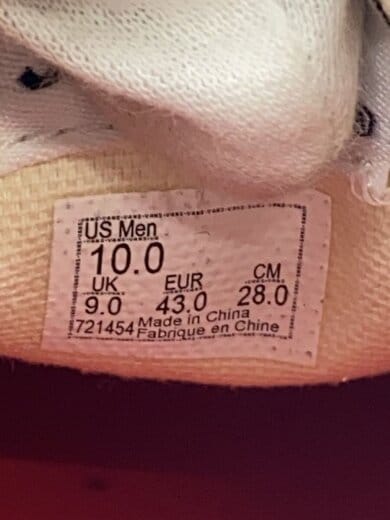 US Men
10.0
UK EUR CM
9.0 43.0 28.0
721454 Made in China
Fabrique en Chine